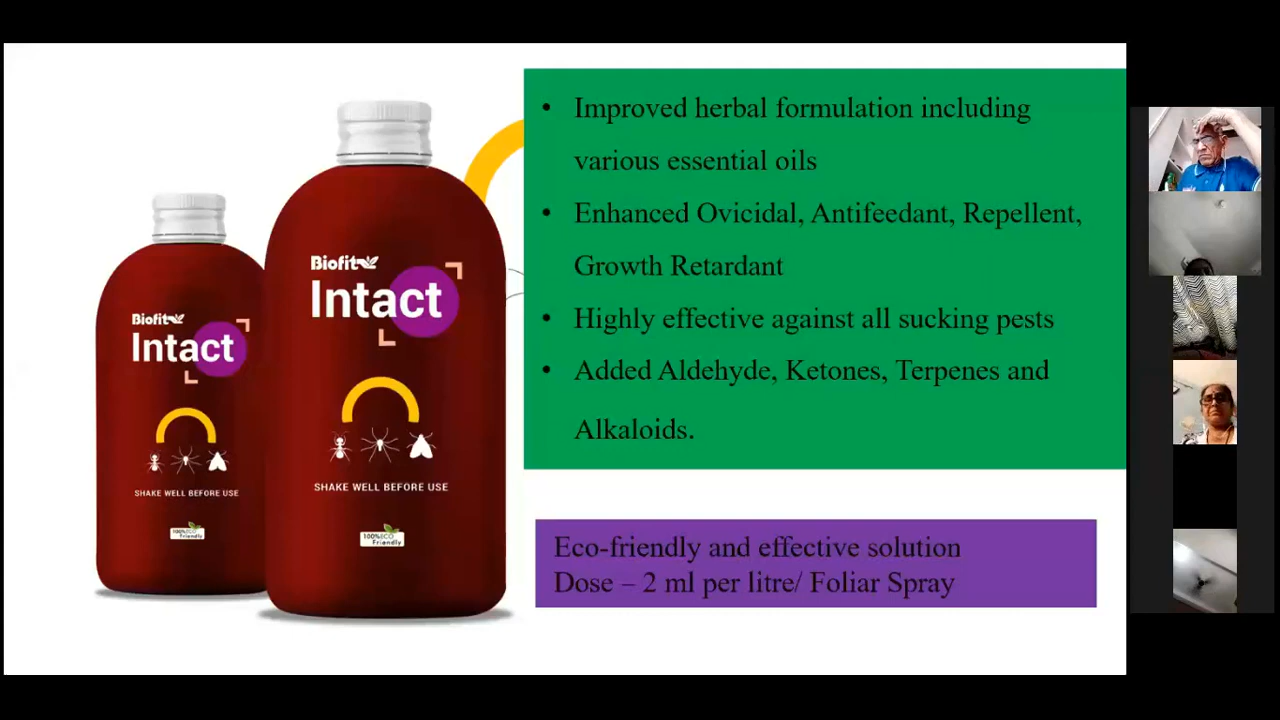 Biofit
Intact
SHAKE WELL BEFORE USE
100% ECO
Friendly
Biofit
Intact
SHAKE WELL BEFORE USE
100% ECO
Friendly
• Improved herbal formulation including
various essential oils
• Enhanced Ovicidal, Antifeedant, Repellent,
Growth Retardant
• Highly effective against all sucking pests
• Added Aldehyde, Ketones, Terpenes and
Alkaloids.
Eco-friendly and effective solution
Dose – 2 ml per litre/ Foliar Spray